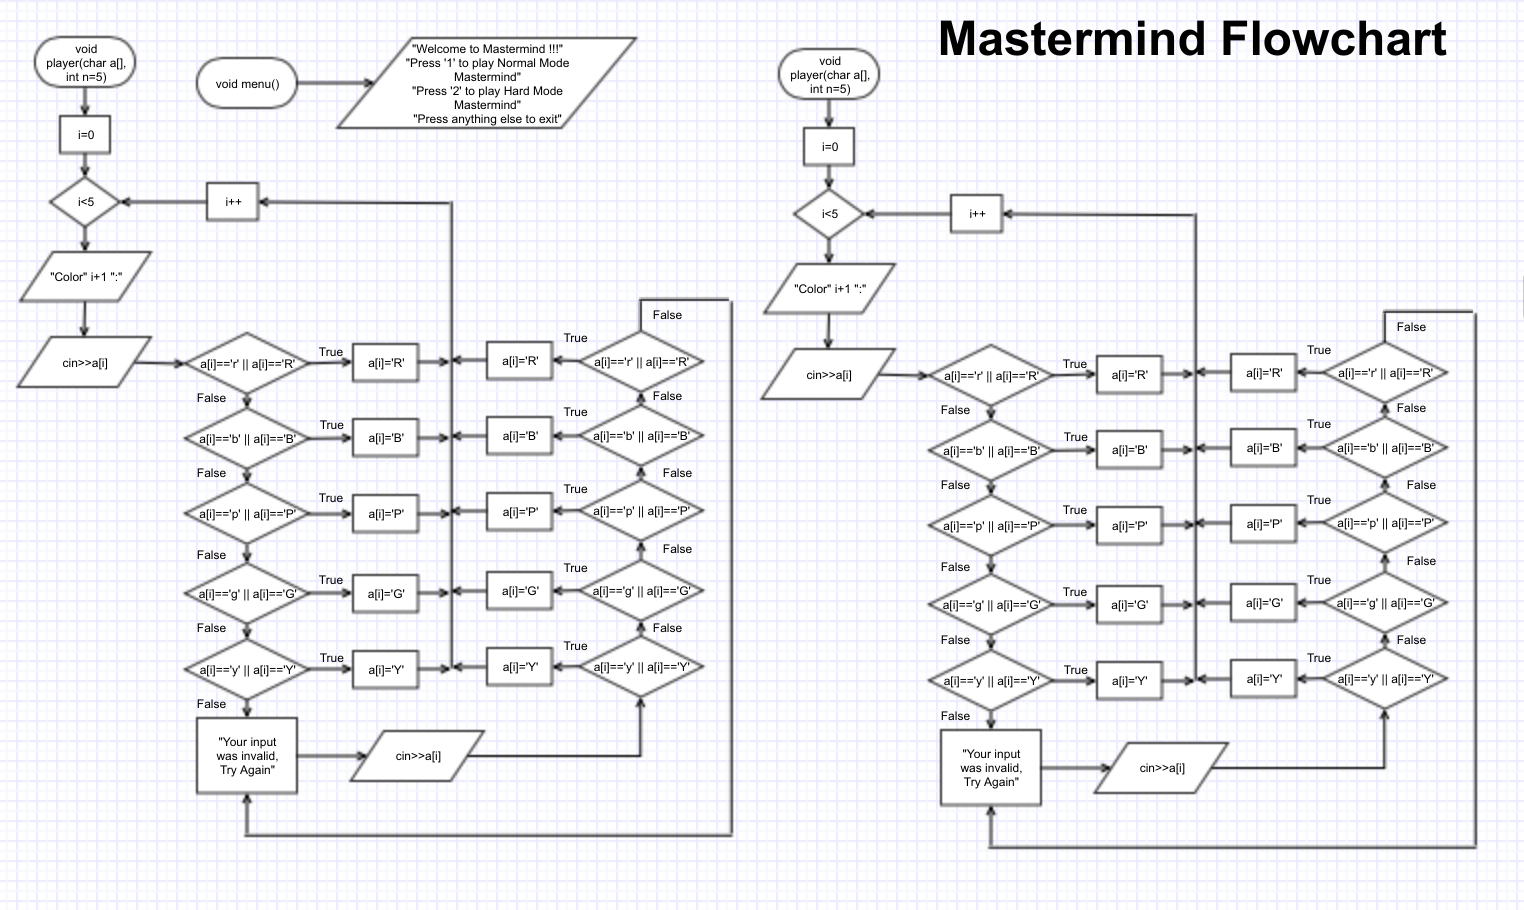 Mastermind Flowchart
void
player(char a[],
int n=5)
void menu()
"Welcome to Mastermind !!!"
"Press '1' to play Normal Mode
Mastermind"
"Press '2' to play Hard Mode
Mastermind"
"Press anything else to exit"
i=0
i<5
i++
"Color" i+1 ":"
cin>>a[i]
a[i]=='r' || a[i]=='R'
True
a[i]='R'
a[i]='R'
True
a[i]=='r' || a[i]=='R'
False
False
a[i]=='b' || a[i]=='B'
True
a[i]='B'
a[i]='B'
True
a[i]=='b' || a[i]=='B'
False
False
a[i]=='p' || a[i]=='P'
True
a[i]='P'
a[i]='P'
True
a[i]=='p' || a[i]=='P'
False
False
a[i]=='g' || a[i]=='G'
True
a[i]='G'
a[i]='G'
True
a[i]=='g' || a[i]=='G'
False
False
a[i]=='y' || a[i]=='Y'
True
a[i]='Y'
a[i]='Y'
True
a[i]=='y' || a[i]=='Y'
False
False
"Your input
was invalid,
Try Again"
cin>>a[i]
void
player(char a[],
int n=5)
i=0
i<5
i++
"Color" i+1 ":"
cin>>a[i]
a[i]=='r' || a[i]=='R'
True
a[i]='R'
a[i]='R'
True
a[i]=='r' || a[i]=='R'
False
False
a[i]=='b' || a[i]=='B'
True
a[i]='B'
a[i]='B'
True
a[i]=='b' || a[i]=='B'
False
False
a[i]=='p' || a[i]=='P'
True
a[i]='P'
a[i]='P'
True
a[i]=='p' || a[i]=='P'
False
False
a[i]=='g' || a[i]=='G'
True
a[i]='G'
a[i]='G'
True
a[i]=='g' || a[i]=='G'
False
False
a[i]=='y' || a[i]=='Y'
True
a[i]='Y'
a[i]='Y'
True
a[i]=='y' || a[i]=='Y'
False
False
"Your input
was invalid,
Try Again"
cin>>a[i]